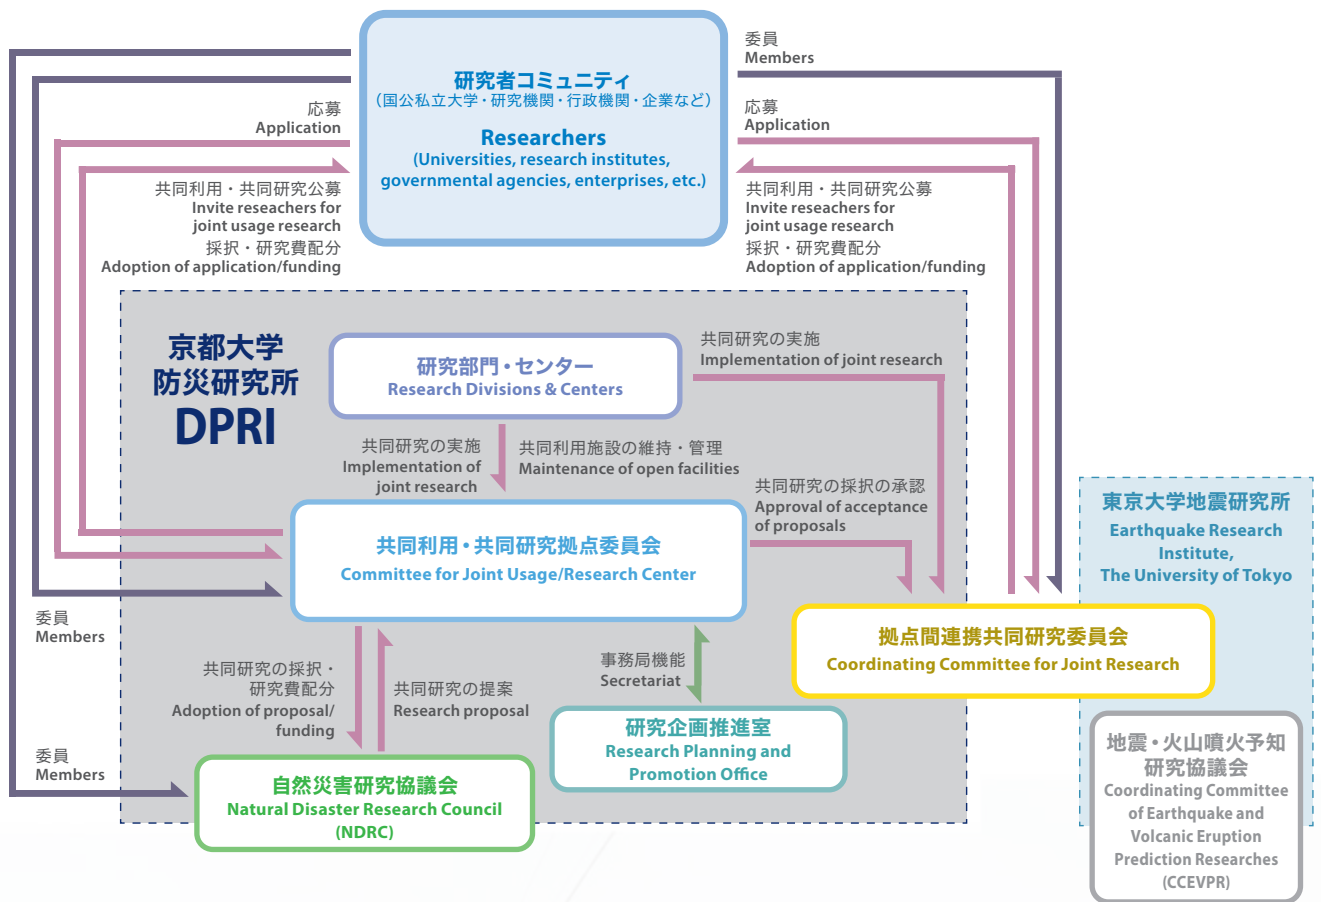 委員
Members
研究者コミュニティ
（国公私立大学・研究機関・行政機関・企業など）
Researchers
(Universities, research institutes,
governmental agencies, enterprises, etc.)
応募
Application
応募
Application
共同利用・共同研究公募
Invite reseachers for
joint usage research
採択・研究費配分
Adoption of application/funding
共同利用・共同研究公募
Invite reseachers for
joint usage research
採択・研究費配分
Adoption of application/funding
京都大学
防災研究所
DPRI
研究部門・センター
Research Divisions & Centers
共同研究の実施
Implementation of joint research
共同研究の実施
Implementation of
joint research
共同利用施設の維持・管理
Maintenance of open facilities
共同研究の採択の承認
Approval of acceptance
of proposals
共同利用・共同研究拠点委員会
Committee for Joint Usage/Research Center
東京大学地震研究所
Earthquake Research
Institute,
The University of Tokyo
委員
Members
拠点間連携共同研究委員会
Coordinating Committee for Joint Research
共同研究の採択・
研究費配分
Adoption of proposal/
funding
共同研究の提案
Research proposal
事務局機能
Secretariat
研究企画推進室
Research Planning and
Promotion Office
委員
Members
自然災害研究協議会
Natural Disaster Research Council
(NDRC)
地震・火山噴火予知
研究協議会
Coordinating Committee
of Earthquake and
Volcanic Eruption
Prediction Researches
(CCEVPR)